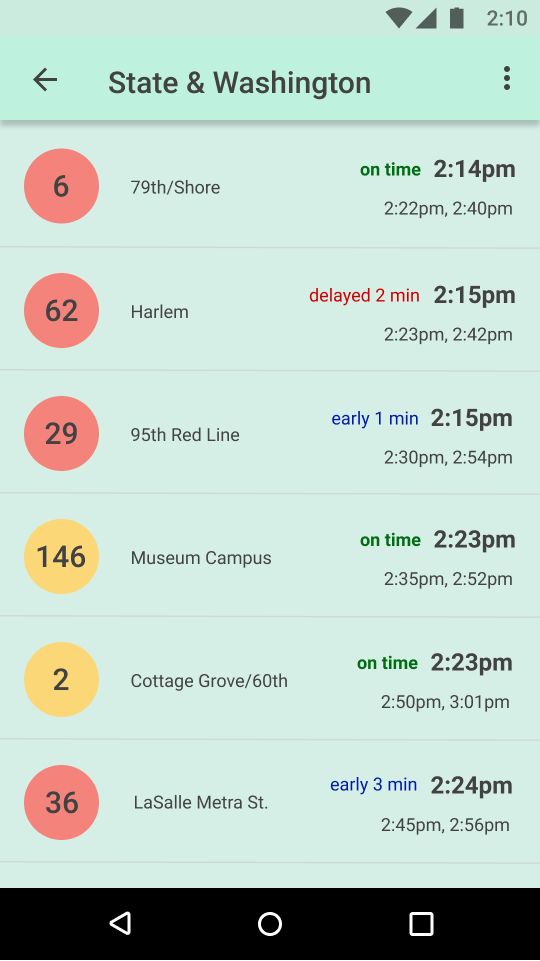 2:10
State & Washington
6 79th/Shore on time 2:14pm
2:22pm, 2:40pm
62 Harlem delayed 2 min 2:15pm
2:23pm, 2:42pm
29 95th Red Line early 1 min 2:15pm
2:30pm, 2:54pm
146 Museum Campus on time 2:23pm
2:35pm, 2:52pm
2 Cottage Grove/60th on time 2:23pm
2:50pm, 3:01pm
36 LaSalle Metra St. early 3 min 2:24pm
2:45pm, 2:56pm